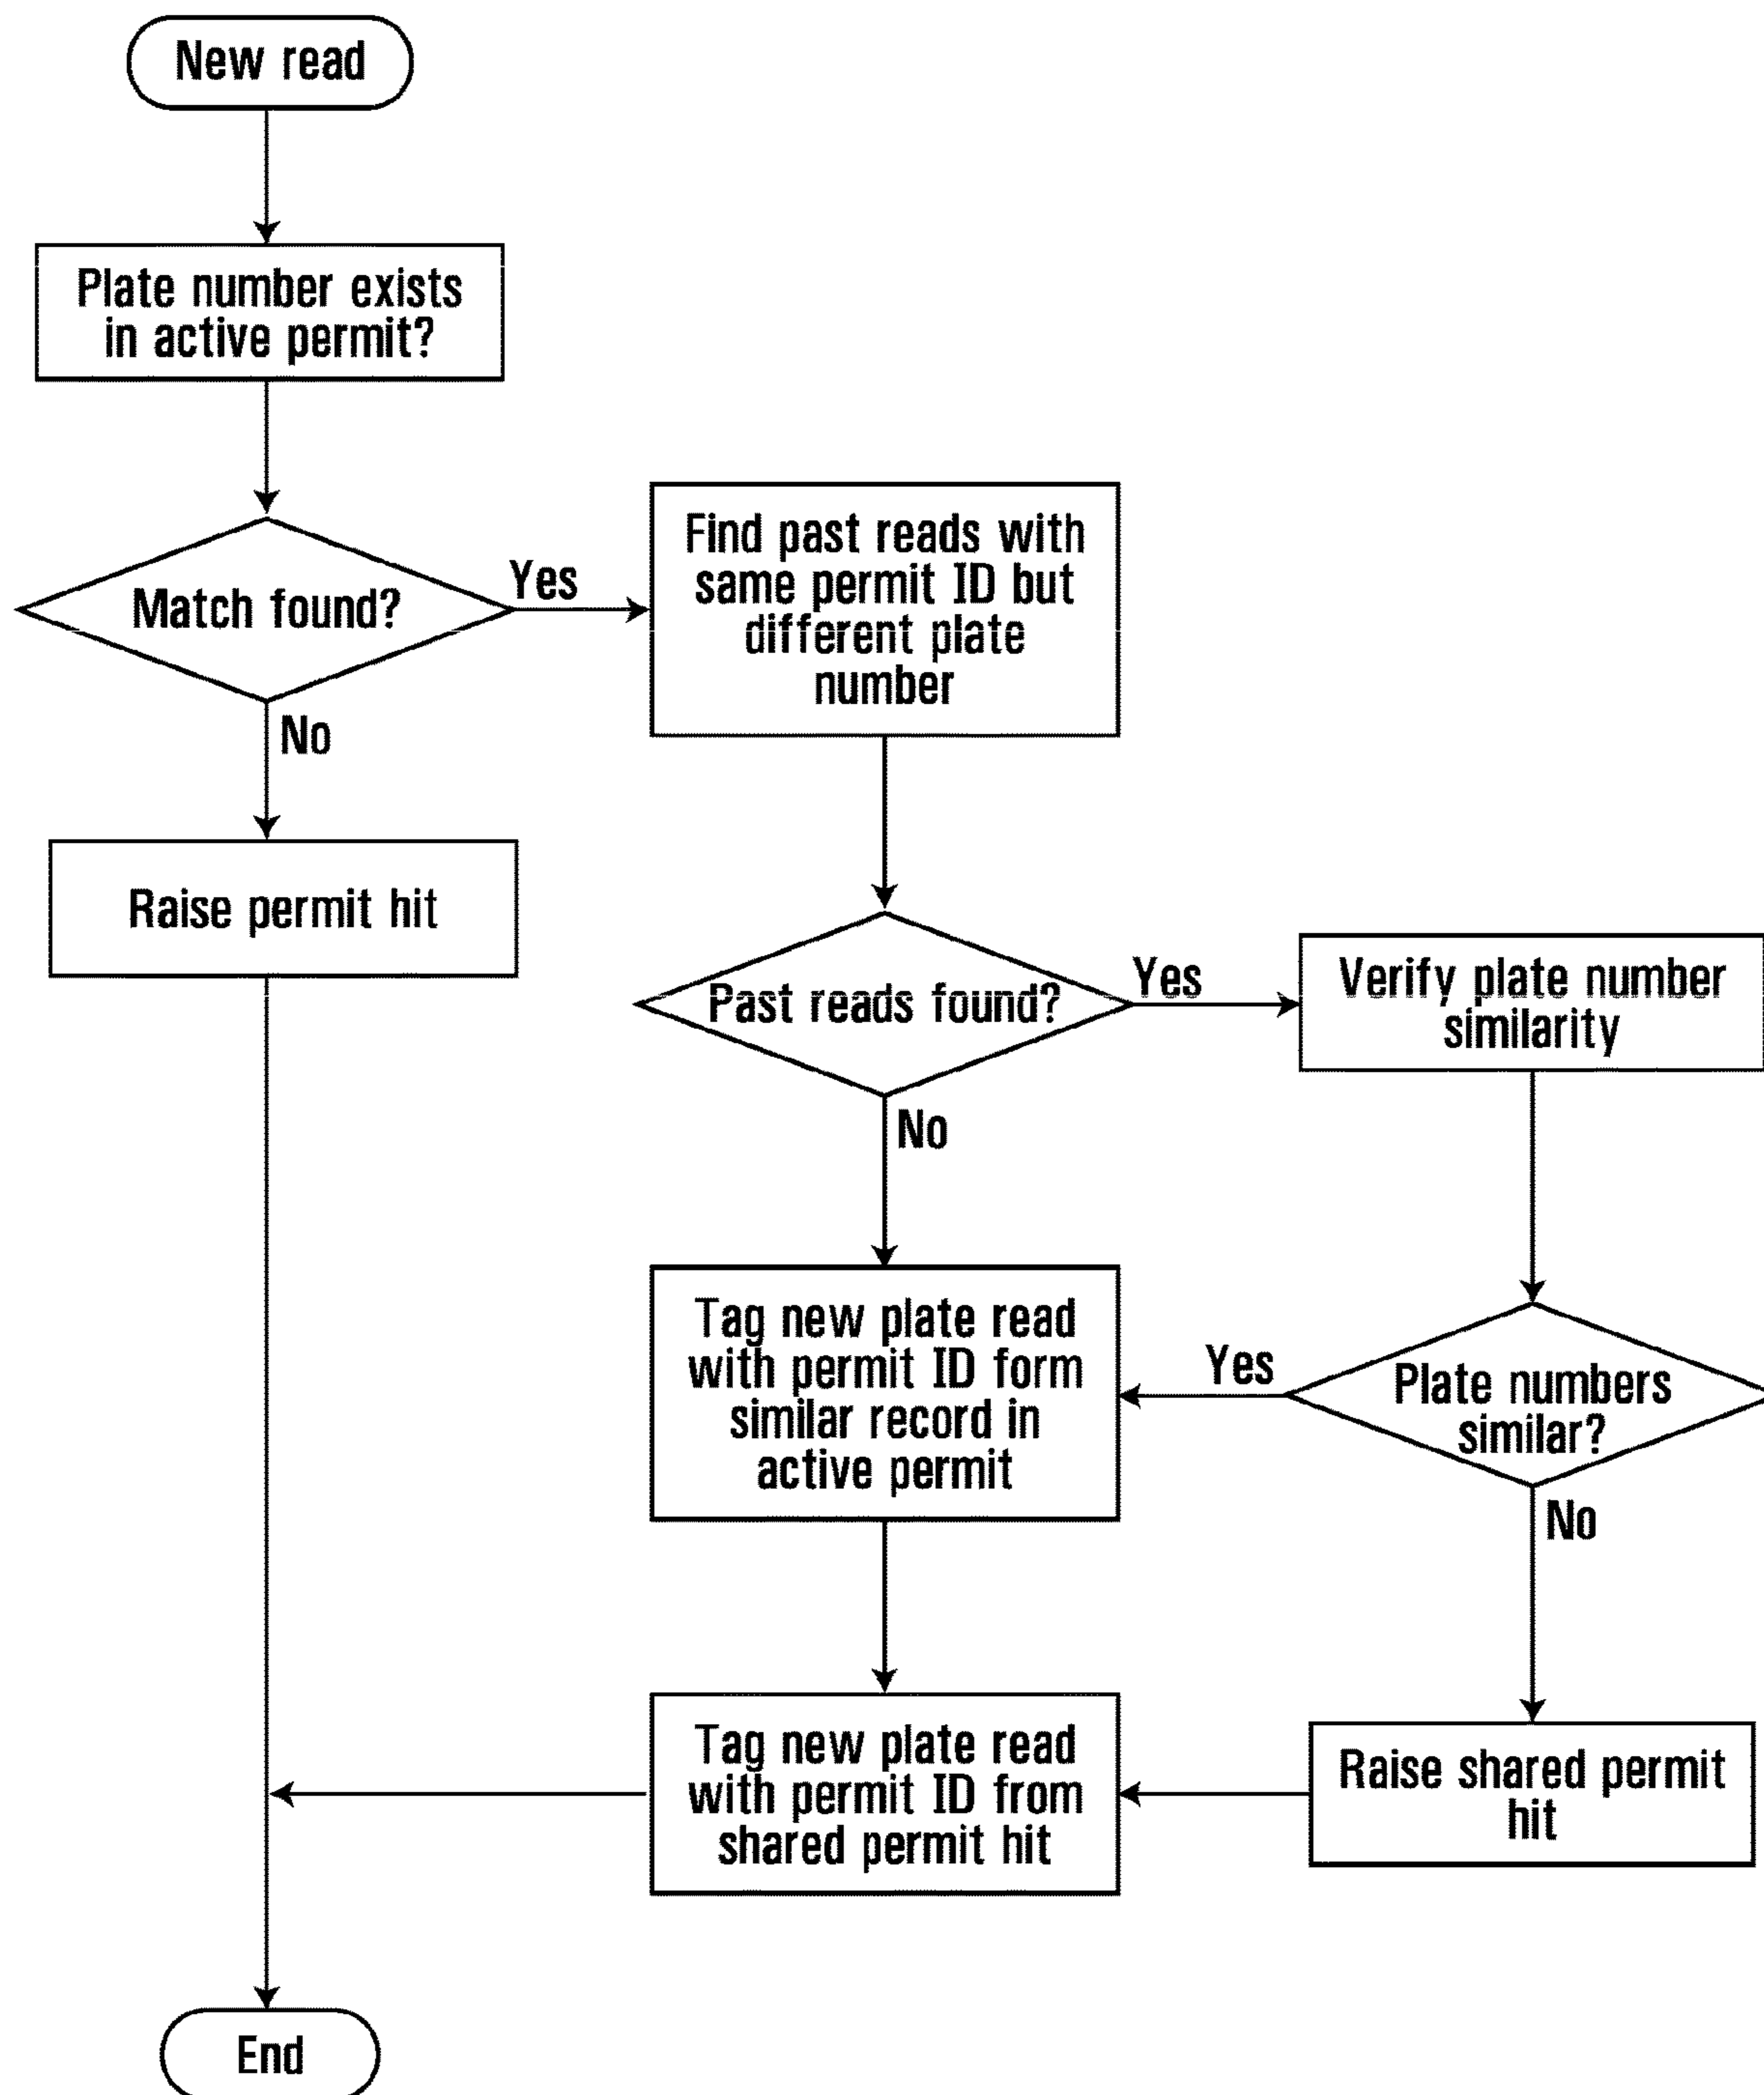 New read
Plate number exists
in active permit?
Match found?
Yes
No
Find past reads with
same permit ID but
different plate
number
Raise permit hit
Past reads found?
Yes
No
Verify plate number
similarity
Tag new plate read
with permit ID form
similar record in
active permit
Yes
Plate numbers
similar?
No
Tag new plate read
with permit ID from
shared permit hit
Raise shared permit
hit
End